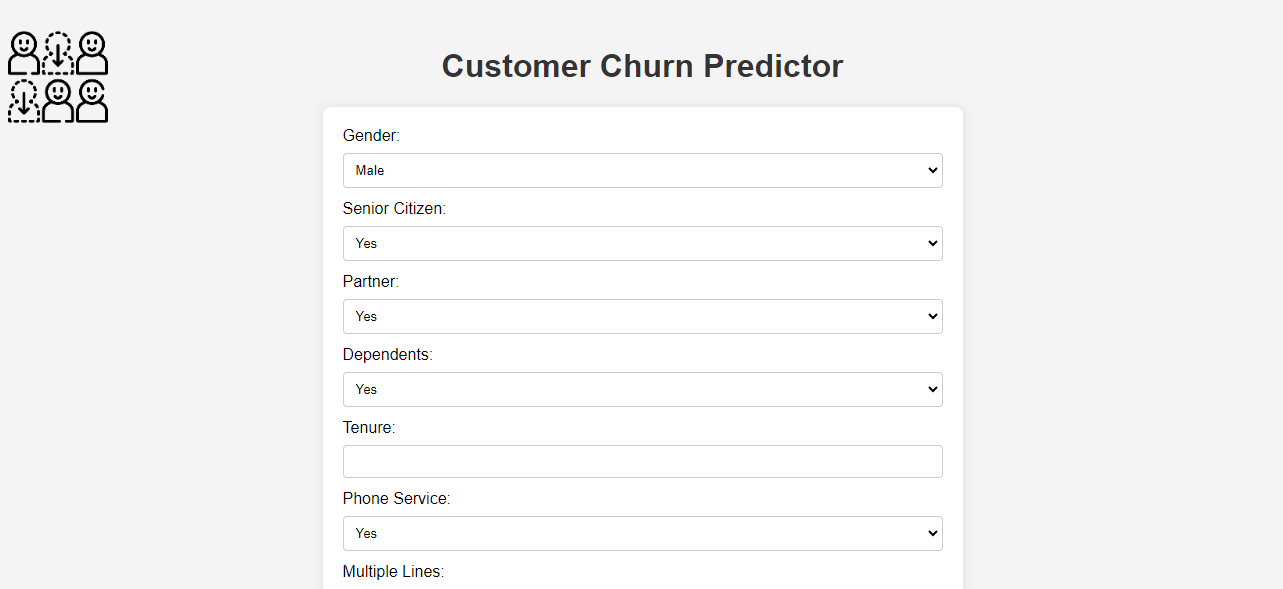 Customer Churn Predictor
Gender:
Male
Senior Citizen:
Yes
Partner:
Yes
Dependents:
Yes
Tenure:
Phone Service:
Yes
Multiple Lines: